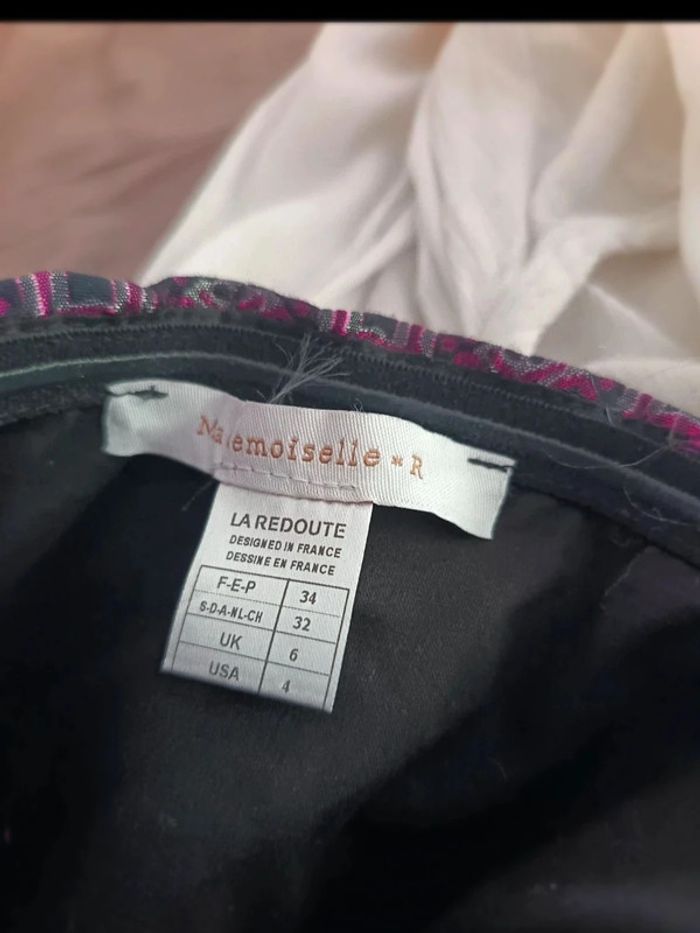 Mademoiselle R
LA REDOUTE
DESIGNED IN FRANCE
DESSINE EN FRANCE
F-E-P 34
S-D-A-NL-CH 32
UK 6
USA 4